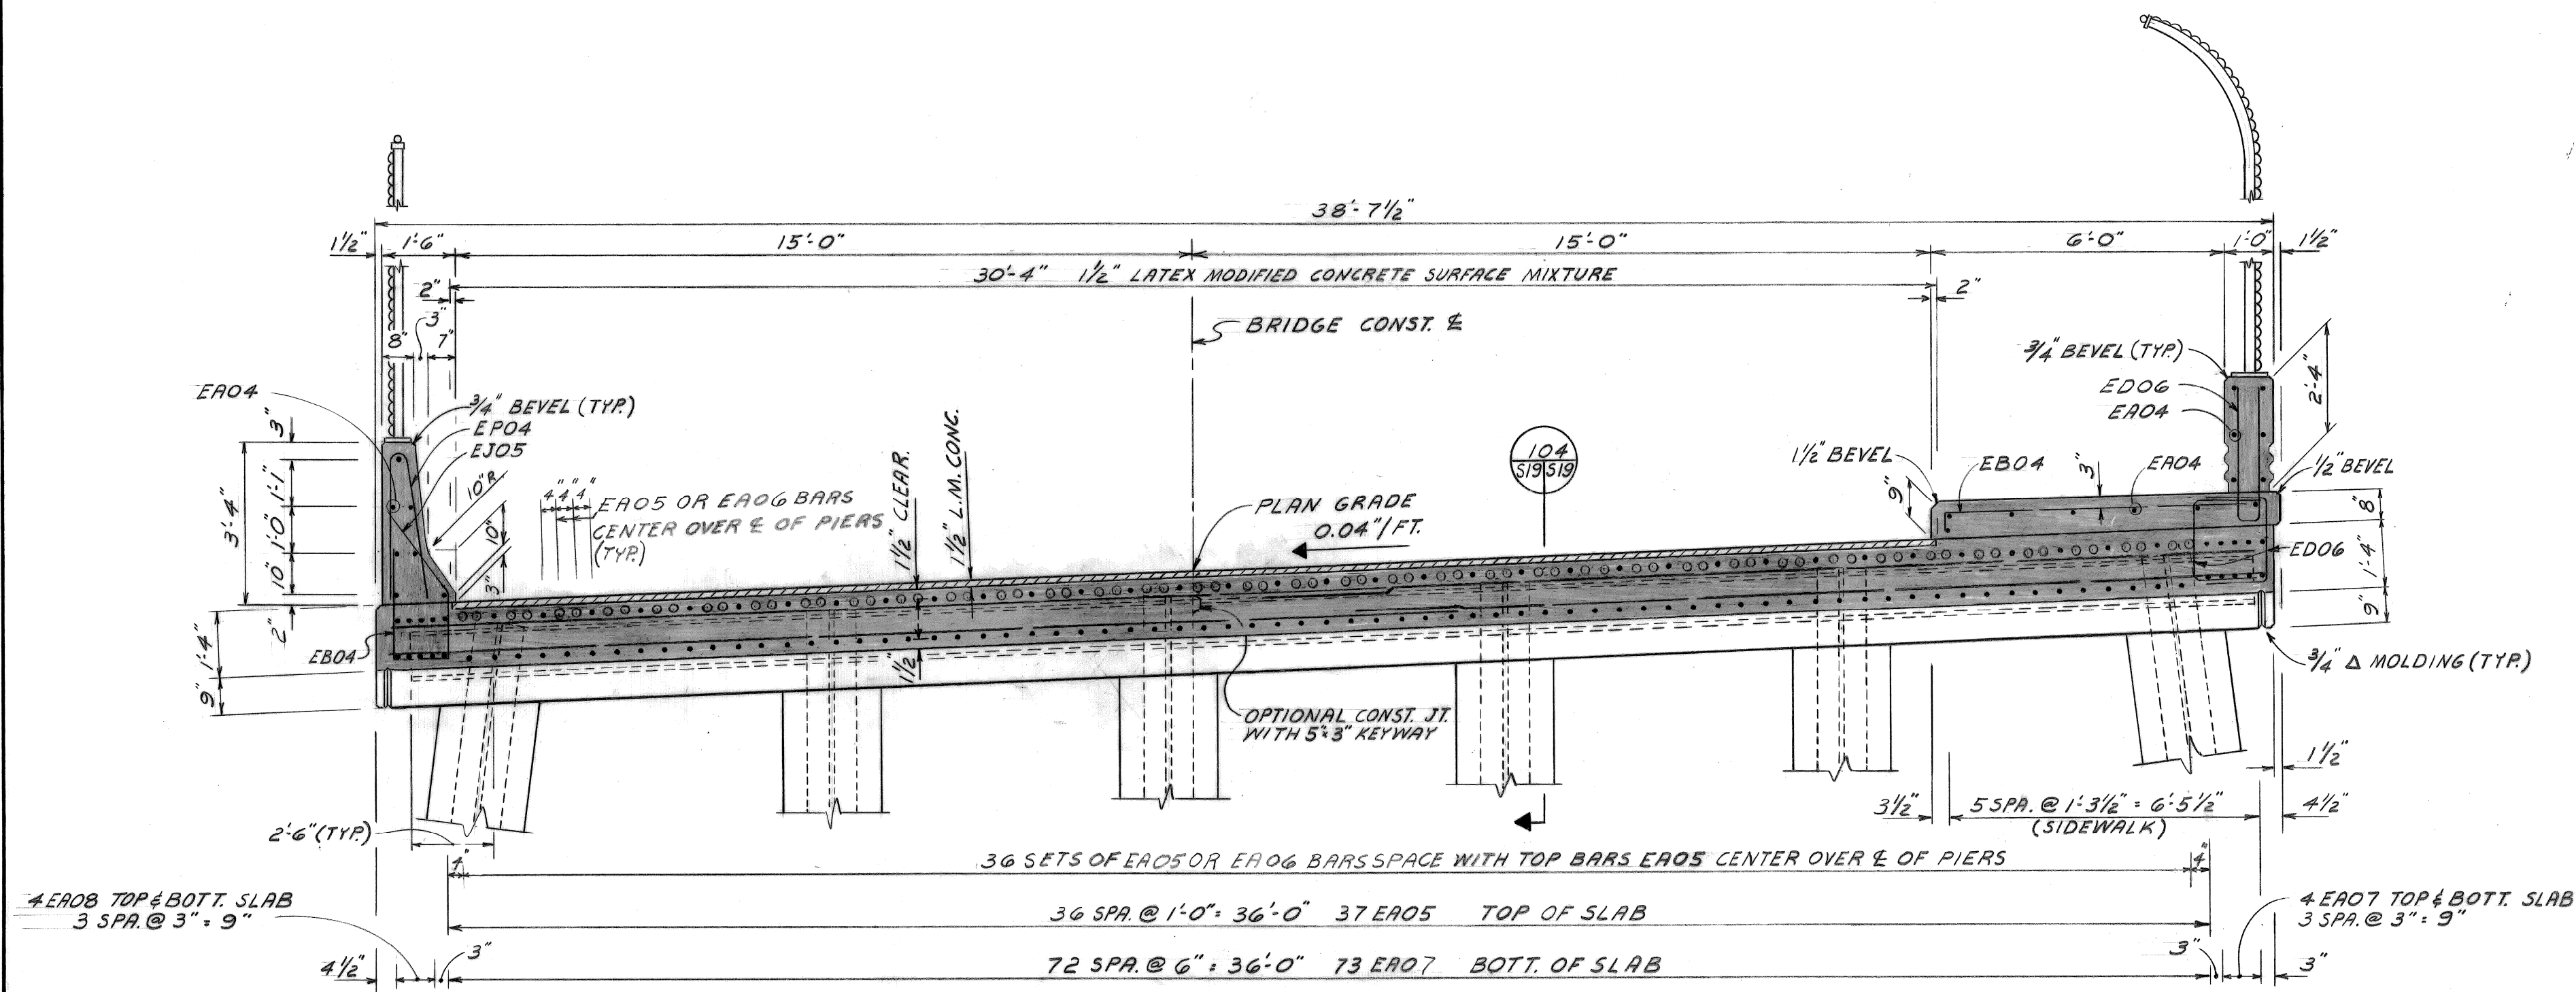 38'-7½"
1½"
1'-6"
15'-0"
15'-0"
6'-0"
1'-0"
1½"
30'-4" 1½" LATEX MODIFIED CONCRETE SURFACE MIXTURE
2"
2"
3"
8"
7"
BRIDGE CONST. ℄
¾" BEVEL (TYP.)
ED06
EA04
2'-4"
EA04
¾" BEVEL (TYP.)
EP04
EJ05
3"
1'-1"
1'-0"
10"
2"
3'-4"
10"R.
10"
3"
4" 4" 4"
EA05 OR EA06 BARS
CENTER OVER ℄ OF PIERS
(TYP.)
1½" CLEAR.
1½" L.M. CONC.
PLAN GRADE
0.04"/FT.
104
S19 S19
1½" BEVEL
9"
EB04
3"
EA04
½" BEVEL
8"
1'-4"
9"
ED06
1'-4"
9"
EB04
1½"
OPTIONAL CONST. JT.
WITH 5"x3" KEYWAY
¾" Δ MOLDING (TYP.)
1½"
3½"
5 SPA. @ 1'-3½" = 6'-5½"
(SIDEWALK)
4½"
2'-6" (TYP.)
4"
36 SETS OF EA05 OR EA06 BARS SPACE WITH TOP BARS EA05 CENTER OVER ℄ OF PIERS
4"
4 EA08 TOP & BOTT. SLAB
3 SPA. @ 3" = 9"
36 SPA. @ 1'-0" = 36'-0" 37 EA05 TOP OF SLAB
4 EA07 TOP & BOTT. SLAB
3 SPA. @ 3" = 9"
4½"
3"
72 SPA. @ 6" = 36'-0" 73 EA07 BOTT. OF SLAB
3"
3"